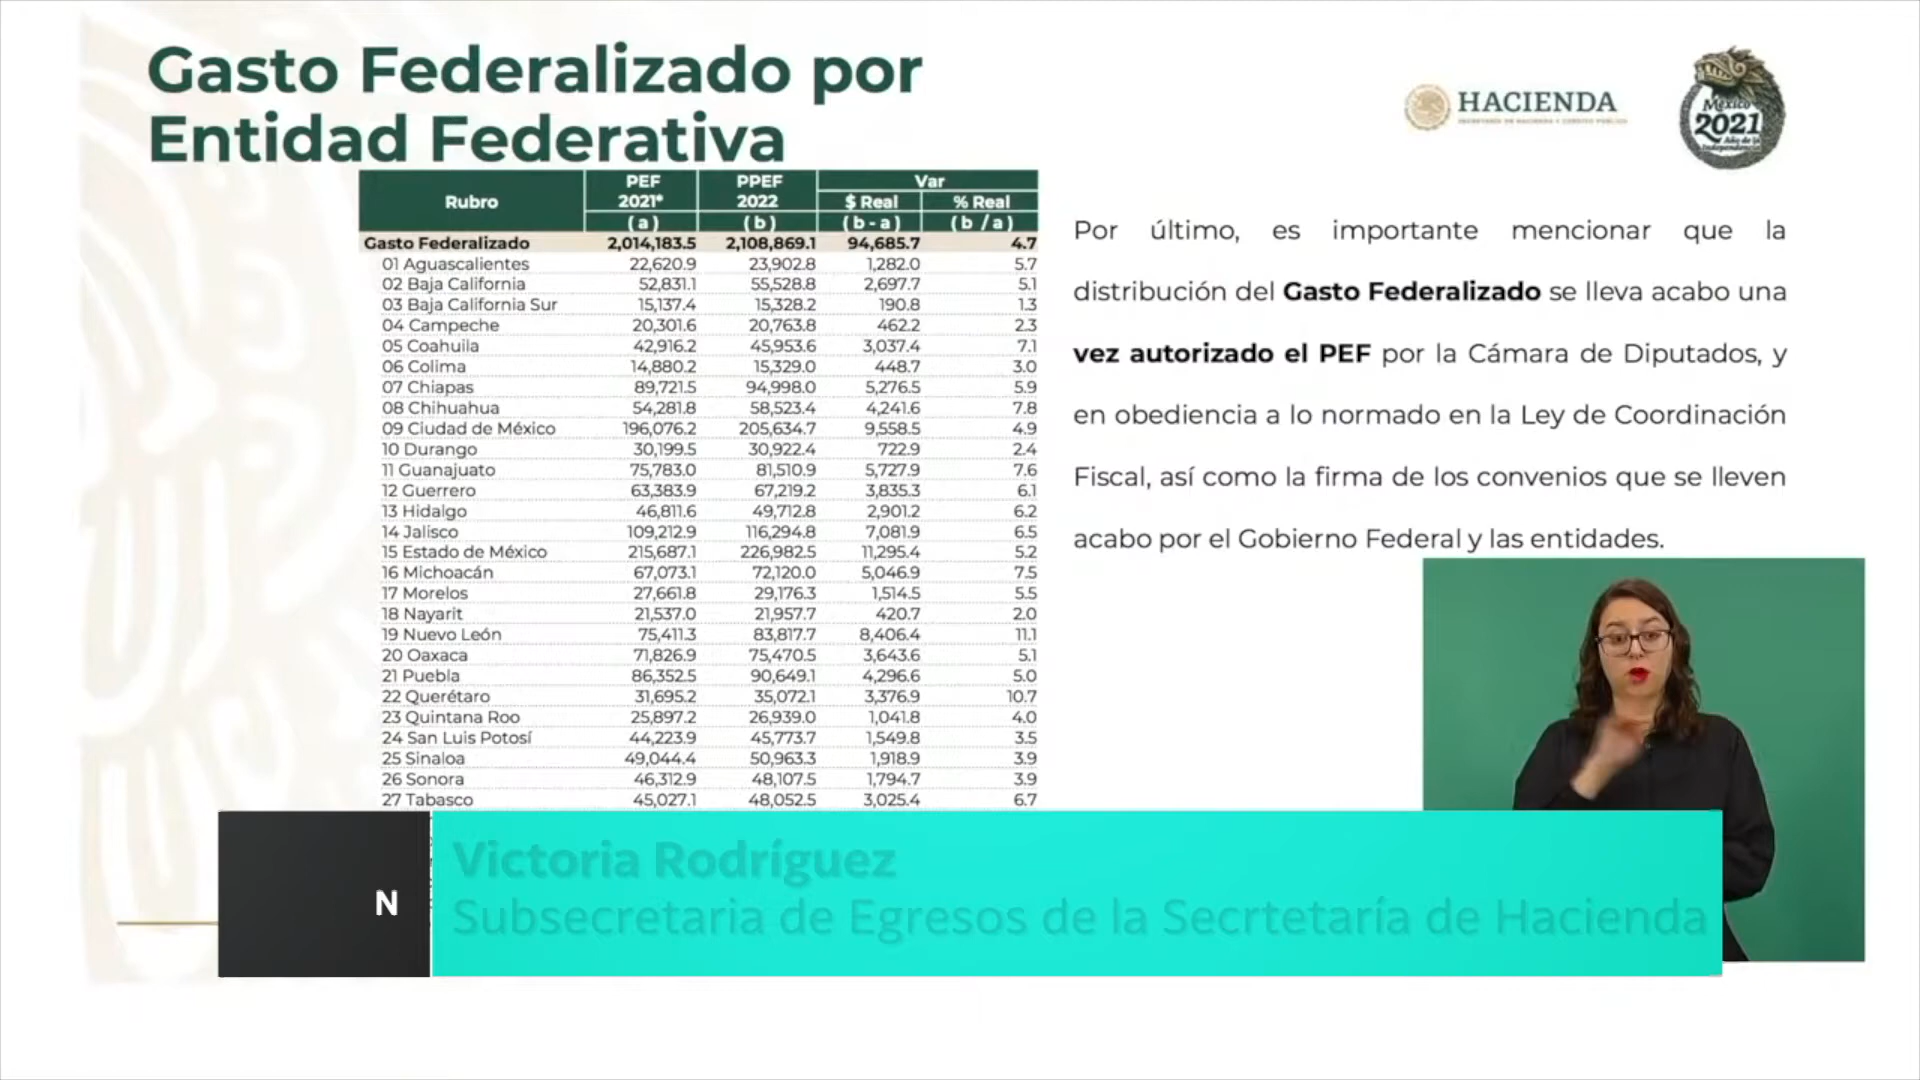 Gasto Federalizado por
Entidad Federativa
HACIENDA
SECRETARÍA DE HACIENDA Y CRÉDITO PÚBLICO
México
2021
Año de la
Independencia
Rubro PEF 2021* (a) PPEF 2022 (b) Var $ Real (b-a) % Real (b/a)
Gasto Federalizado 2,014,183.5 2,108,869.1 94,685.7 4.7
01 Aguascalientes 22,620.9 23,902.8 1,282.0 5.7
02 Baja California 52,831.1 55,528.8 2,697.7 5.1
03 Baja California Sur 15,137.4 15,328.2 190.8 1.3
04 Campeche 20,301.6 20,763.8 462.2 2.3
05 Coahuila 42,916.2 45,953.6 3,037.4 7.1
06 Colima 14,880.2 15,329.0 448.7 3.0
07 Chiapas 89,721.5 94,998.0 5,276.5 5.9
08 Chihuahua 54,281.8 58,523.4 4,241.6 7.8
09 Ciudad de México 196,076.2 205,634.7 9,558.5 4.9
10 Durango 30,199.5 30,922.4 722.9 2.4
11 Guanajuato 75,783.0 81,510.9 5,727.9 7.6
12 Guerrero 63,383.9 67,219.2 3,835.3 6.1
13 Hidalgo 46,811.6 49,712.8 2,901.2 6.2
14 Jalisco 109,212.9 116,294.8 7,081.9 6.5
15 Estado de México 215,687.1 226,982.5 11,295.4 5.2
16 Michoacán 67,073.1 72,120.0 5,046.9 7.5
17 Morelos 27,661.8 29,176.3 1,514.5 5.5
18 Nayarit 21,537.0 21,957.7 420.7 2.0
19 Nuevo León 75,411.3 83,817.7 8,406.4 11.1
20 Oaxaca 71,826.9 75,470.5 3,643.6 5.1
21 Puebla 86,352.5 90,649.1 4,296.6 5.0
22 Querétaro 31,695.2 35,072.1 3,376.9 10.7
23 Quintana Roo 25,897.2 26,939.0 1,041.8 4.0
24 San Luis Potosí 44,223.9 45,773.7 1,549.8 3.5
25 Sinaloa 49,044.4 50,963.3 1,918.9 3.9
26 Sonora 46,312.9 48,107.5 1,794.7 3.9
27 Tabasco 45,027.1 48,052.5 3,025.4 6.7
Por último, es importante mencionar que la
distribución del Gasto Federalizado se lleva acabo una
vez autorizado el PEF por la Cámara de Diputados, y
en obediencia a lo normado en la Ley de Coordinación
Fiscal, así como la firma de los convenios que se lleven
acabo por el Gobierno Federal y las entidades.
N
Victoria Rodríguez
Subsecretaria de Egresos de la Secrtetaría de Hacienda